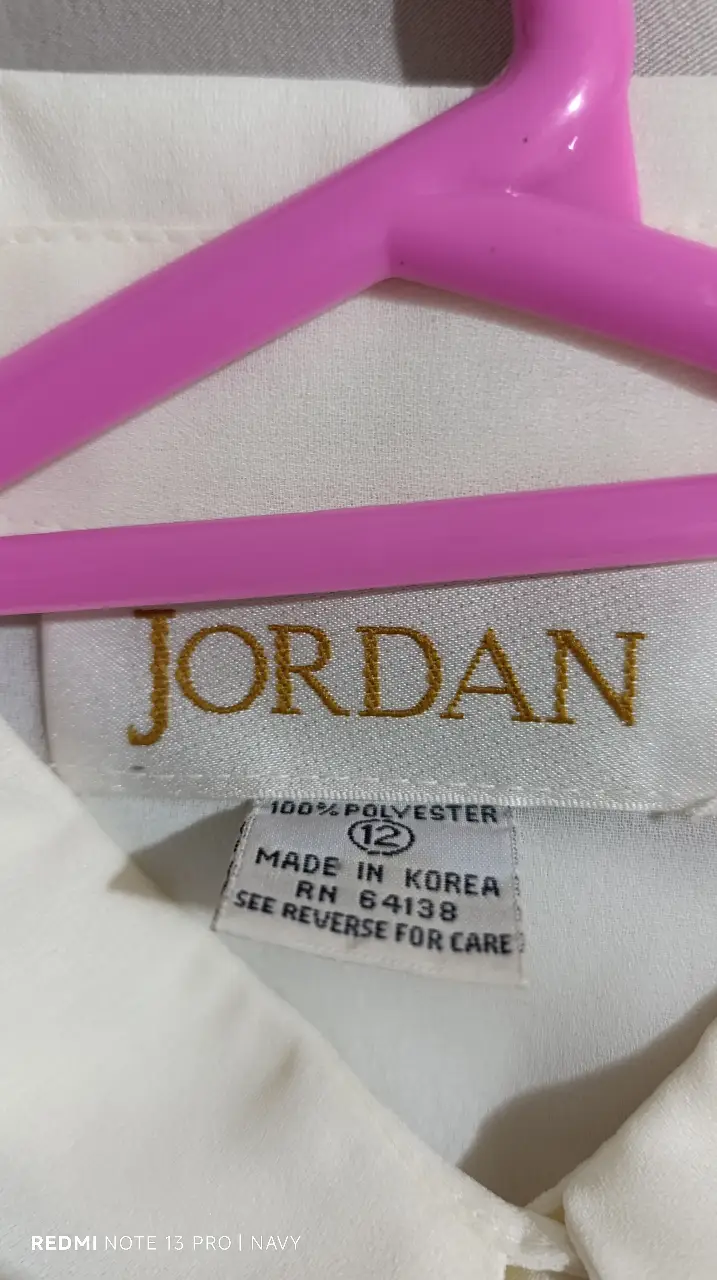 JORDAN
100% POLYESTER
12
MADE IN KOREA
RN 64138
SEE REVERSE FOR CARE
REDMI NOTE 13 PRO | NAVY